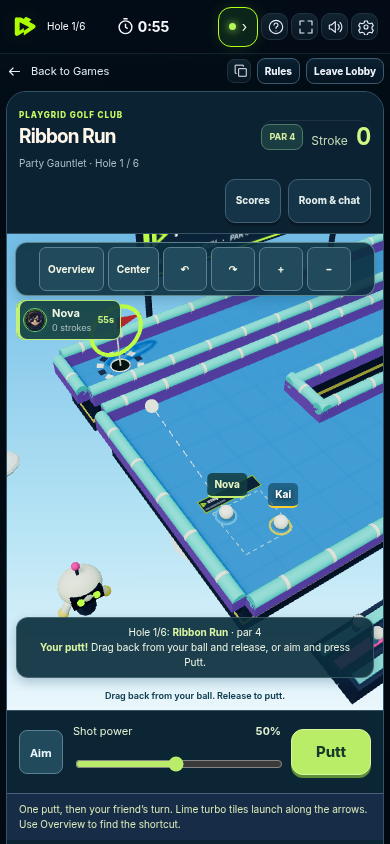 Hole 1/6
0:55
Back to Games
Rules
Leave Lobby
PLAYGRID GOLF CLUB
Ribbon Run
PAR 4
Stroke 0
Party Gauntlet · Hole 1 / 6
Scores
Room & chat
PAR
Overview
Center
Nova
0 strokes
55s
Nova
Kai
Hole 1/6: Ribbon Run · par 4
Your putt! Drag back from your ball and release, or aim and press
Putt.
Drag back from your ball. Release to putt.
Aim
Shot power
50%
Putt
One putt, then your friend's turn. Lime turbo tiles launch along the arrows.
Use Overview to find the shortcut.